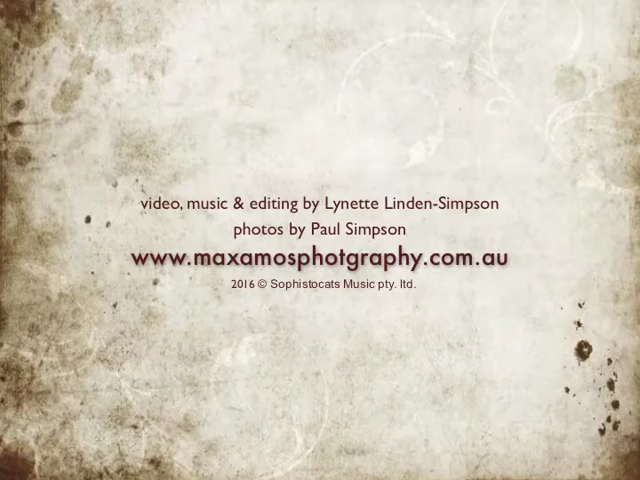 video, music & editing by Lynette Linden-Simpson
photos by Paul Simpson
www.maxamosphotgraphy.com.au
2016 © Sophistocats Music pty. ltd.